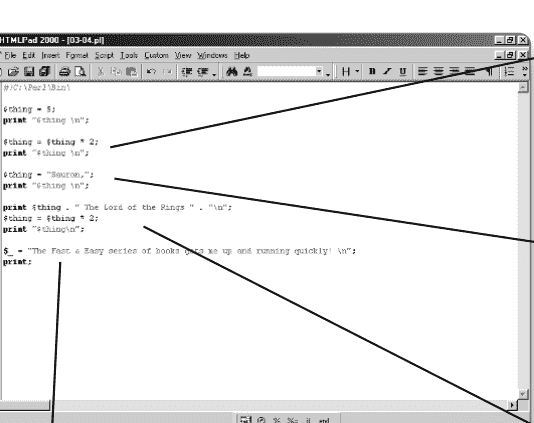 HTMLPad 2000 - [03-04.pl]
File Edit Insert Format Script Tools Custom View Windows Help
H B I U
#!C:\Perl\Bin\
$thing = 5;
print "$thing \n";
$thing = $thing * 2;
print "$thing \n";
$thing = "Sauron,";
print "$thing \n";
print $thing . " The Lord of the Rings " . "\n";
$thing = $thing * 2;
print "$thing\n";
$_ = "The Fast & Easy series of books gets me up and running quickly! \n";
print;
@ % %= if and